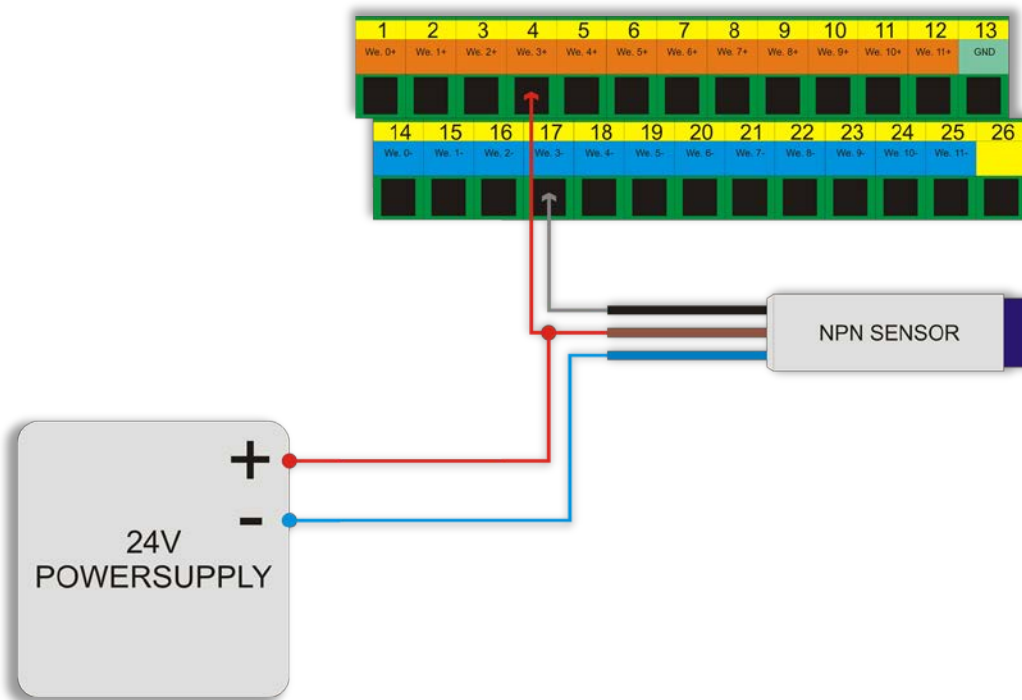 1 2 3 4 5 6 7 8 9 10 11 12 13
We. 0+ We. 1+ We. 2+ We. 3+ We. 4+ We. 5+ We. 6+ We. 7+ We. 8+ We. 9+ We. 10+ We. 11+ GND
14 15 16 17 18 19 20 21 22 23 24 25 26
We. 0- We. 1- We. 2- We. 3- We. 4- We. 5- We. 6- We. 7- We. 8- We. 9- We. 10- We. 11-
NPN SENSOR
+
-
24V
POWERSUPPLY